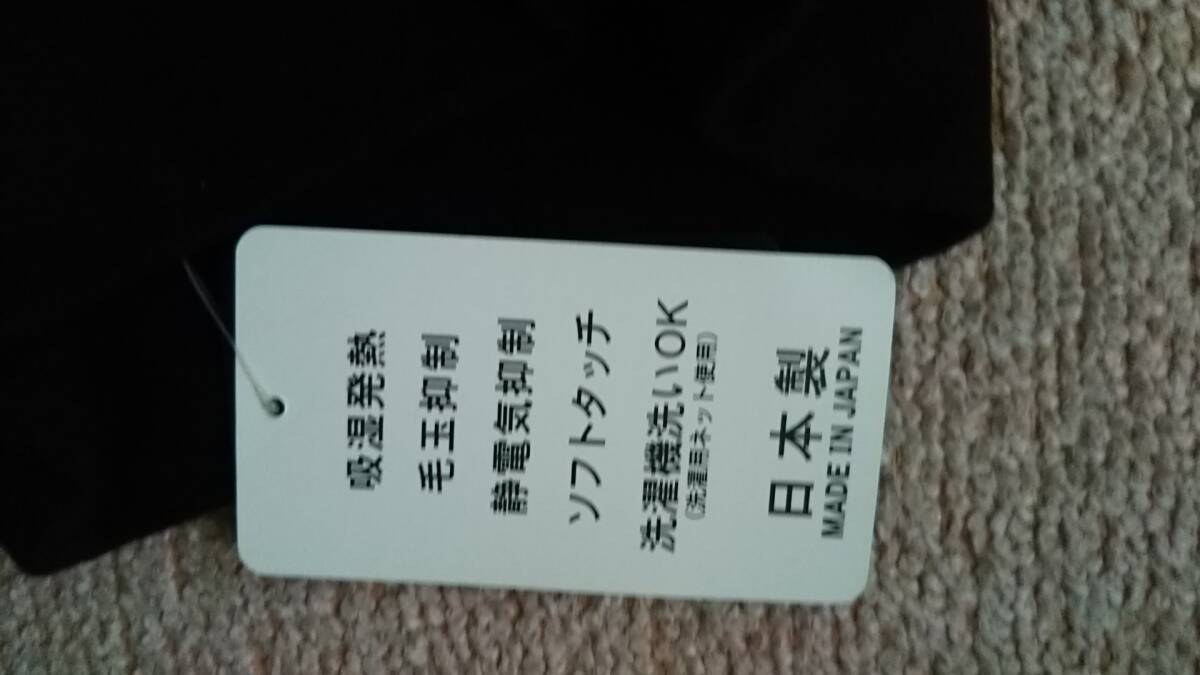 吸湿発熱
毛玉抑制
静電気抑制
ソフトタッチ
洗濯機洗いOK
(洗濯用ネット使用)
日本製
MADE IN JAPAN